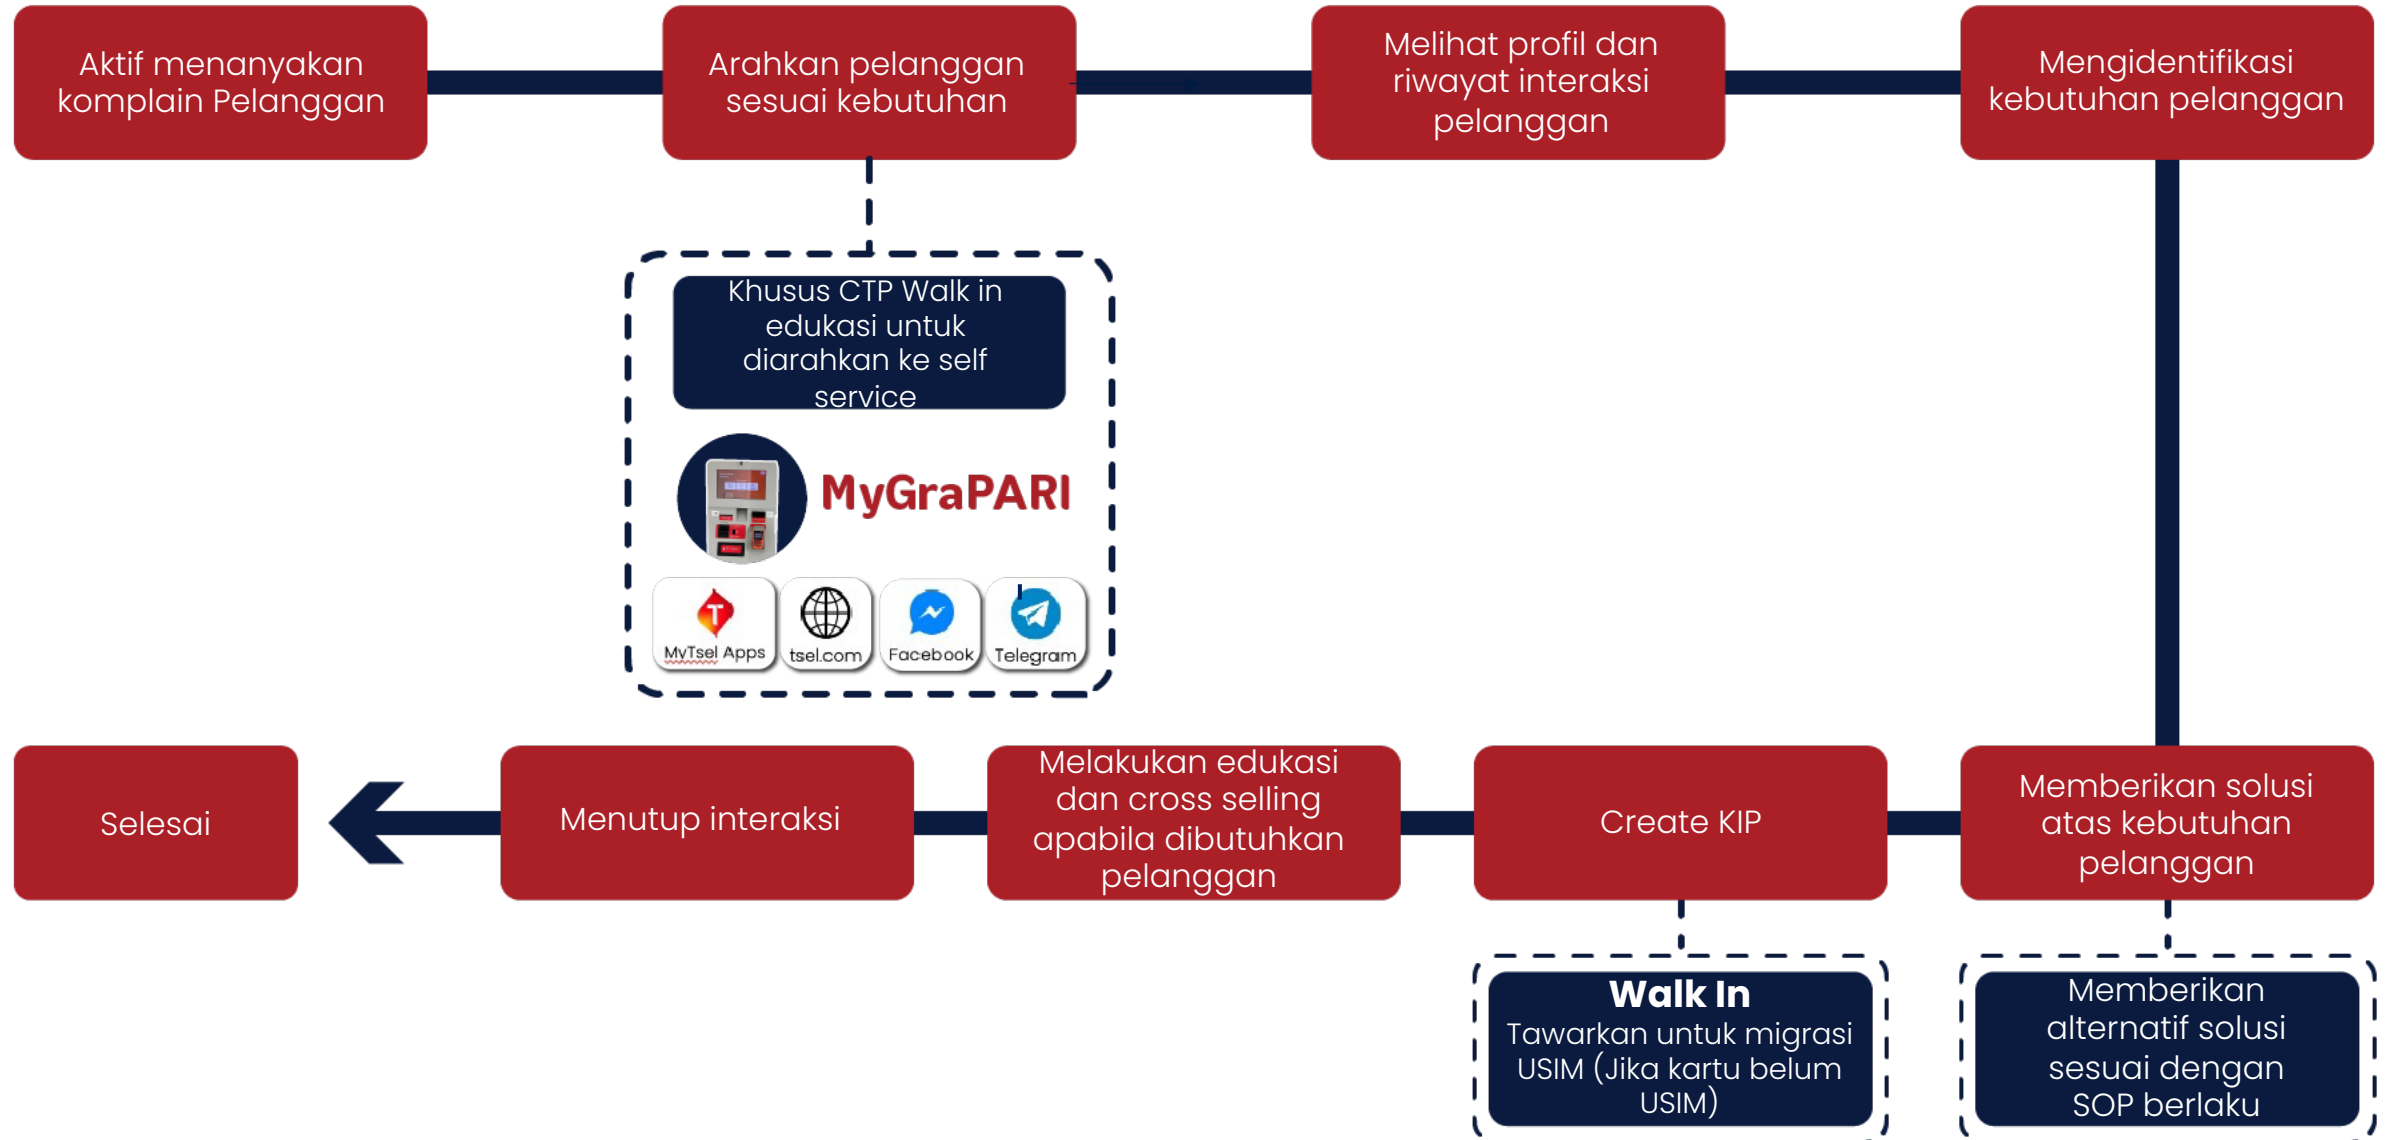 Aktif menanyakan
komplain Pelanggan
Arahkan pelanggan
sesuai kebutuhan
Melihat profil dan
riwayat interaksi
pelanggan
Mengidentifikasi
kebutuhan pelanggan
Khusus CTP Walk in
edukasi untuk
diarahkan ke self
service
MyGraPARI
MyTsel Apps
tsel.com
Facebook
Telegram
Selesai
Menutup interaksi
Melakukan edukasi
dan cross selling
apabila dibutuhkan
pelanggan
Create KIP
Memberikan solusi
atas kebutuhan
pelanggan
Walk In
Tawarkan untuk migrasi
USIM (Jika kartu belum
USIM)
Memberikan
alternatif solusi
sesuai dengan
SOP berlaku